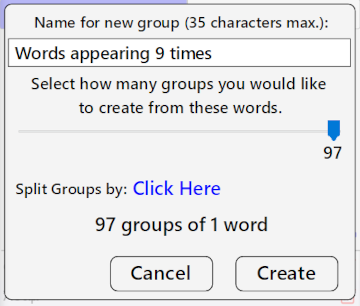 Name for new group (35 characters max.):
Words appearing 9 times
Select how many groups you would like
to create from these words.
97
Split Groups by: Click Here
97 groups of 1 word
Cancel Create